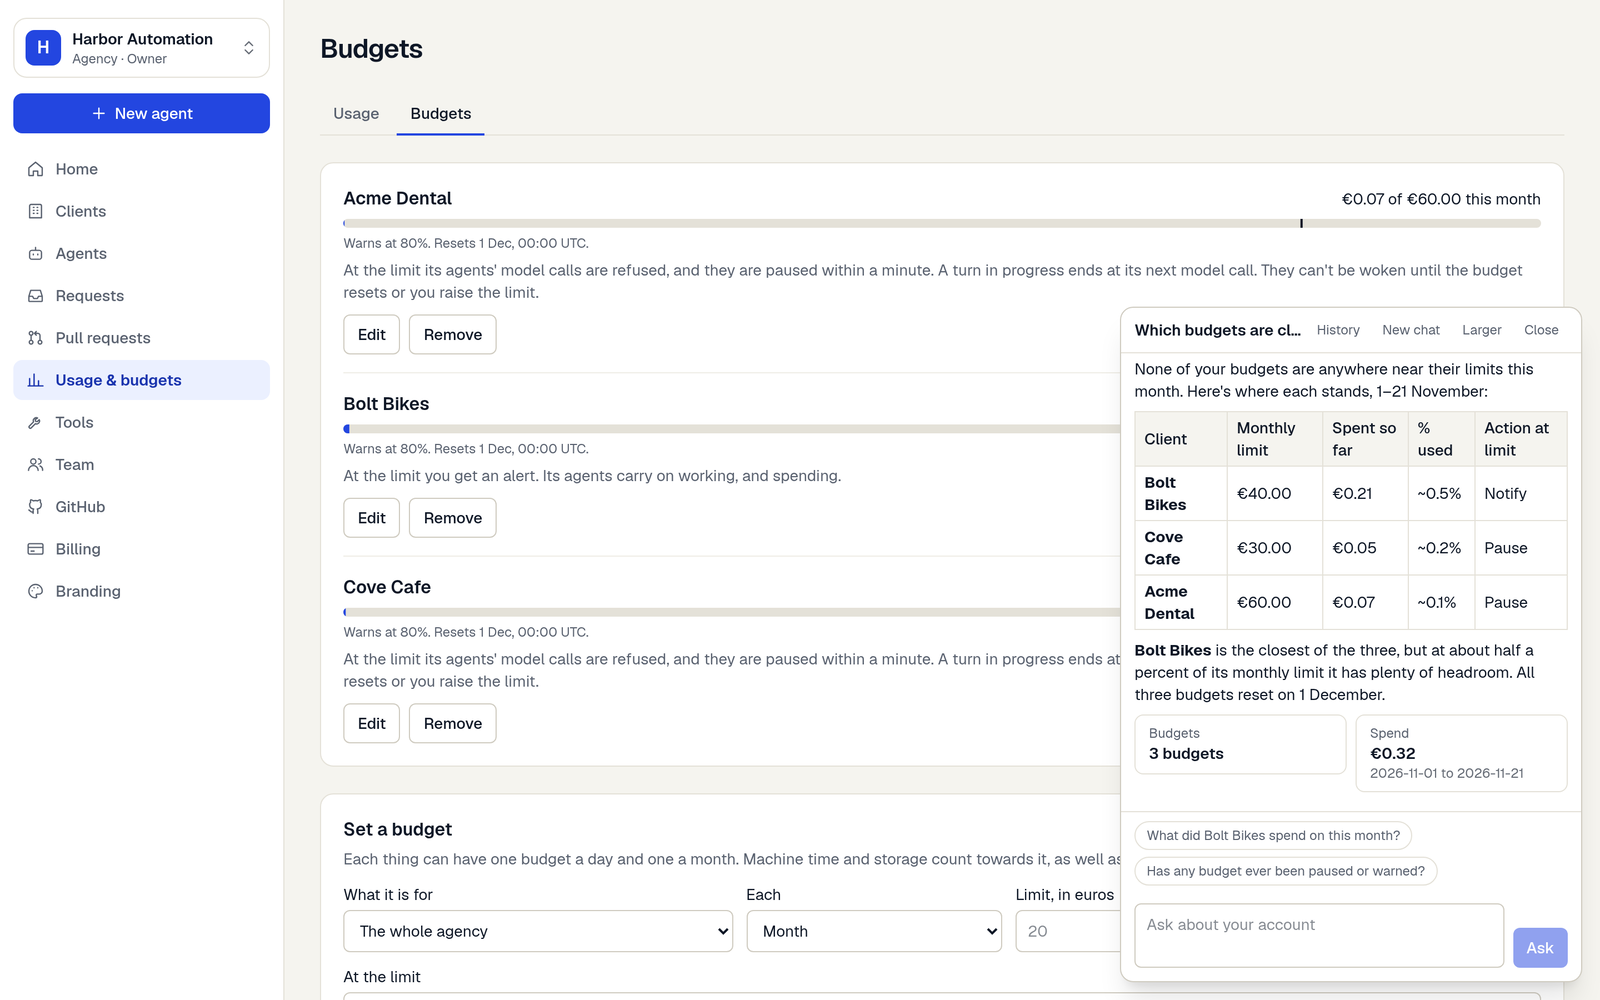 H
Harbor Automation
Agency · Owner
+ New agent
Home
Clients
Agents
Requests
Pull requests
Usage & budgets
Tools
Team
GitHub
Billing
Branding
Budgets
Usage
Budgets
Acme Dental
€0.07 of €60.00 this month
Warns at 80%. Resets 1 Dec, 00:00 UTC.
At the limit its agents' model calls are refused, and they are paused within a minute. A turn in progress ends at its next model call. They can't be woken until the budget
resets or you raise the limit.
Edit
Remove
Bolt Bikes
Warns at 80%. Resets 1 Dec, 00:00 UTC.
At the limit you get an alert. Its agents carry on working, and spending.
Edit
Remove
Cove Cafe
Warns at 80%. Resets 1 Dec, 00:00 UTC.
At the limit its agents' model calls are refused, and they are paused within a minute. A turn in progress ends at
resets or you raise the limit.
Edit
Remove
Set a budget
Each thing can have one budget a day and one a month. Machine time and storage count towards it, as well as
What it is for
The whole agency
Each
Month
Limit, in euros
20
At the limit
Which budgets are cl...
History
New chat
Larger
Close
None of your budgets are anywhere near their limits this
month. Here's where each stands, 1–21 November:
Client
Monthly limit
Spent so far
% used
Action at limit
Bolt Bikes
€40.00
€0.21
~0.5%
Notify
Cove Cafe
€30.00
€0.05
~0.2%
Pause
Acme Dental
€60.00
€0.07
~0.1%
Pause
Bolt Bikes is the closest of the three, but at about half a
percent of its monthly limit it has plenty of headroom. All
three budgets reset on 1 December.
Budgets
3 budgets
Spend
€0.32
2026-11-01 to 2026-11-21
What did Bolt Bikes spend on this month?
Has any budget ever been paused or warned?
Ask about your account
Ask